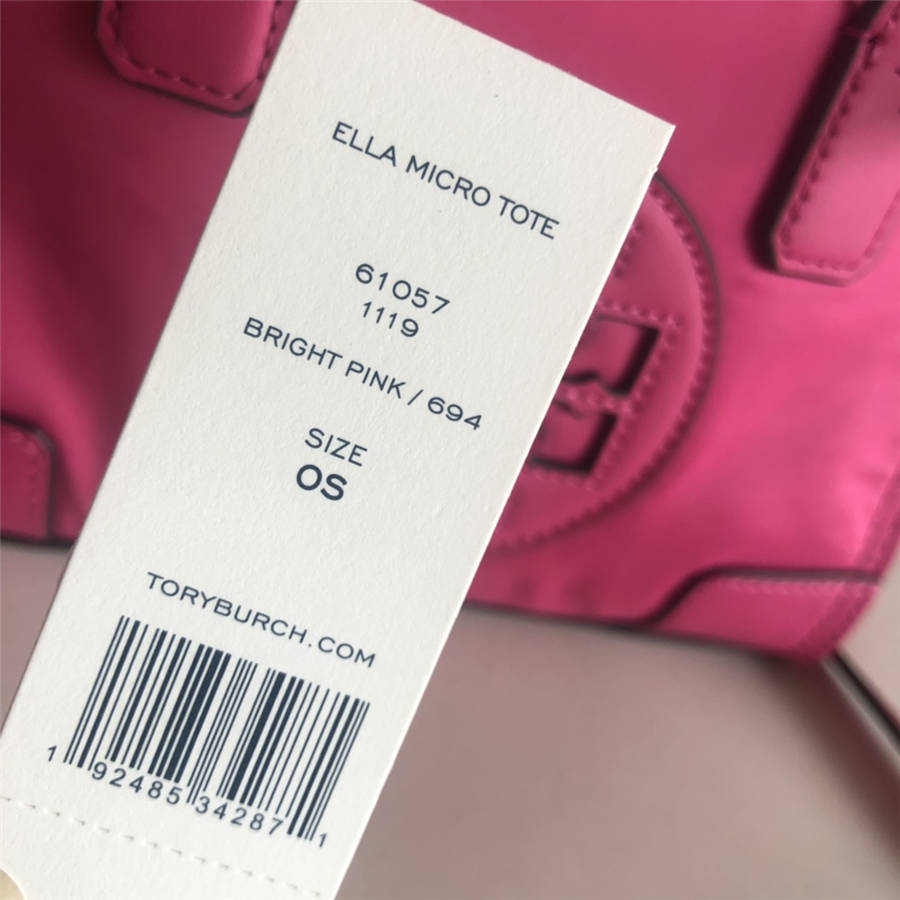 ELLA MICRO TOTE
61057
1119
BRIGHT PINK / 694
SIZE
OS
TORYBURCH.COM
1 92485 34287 1